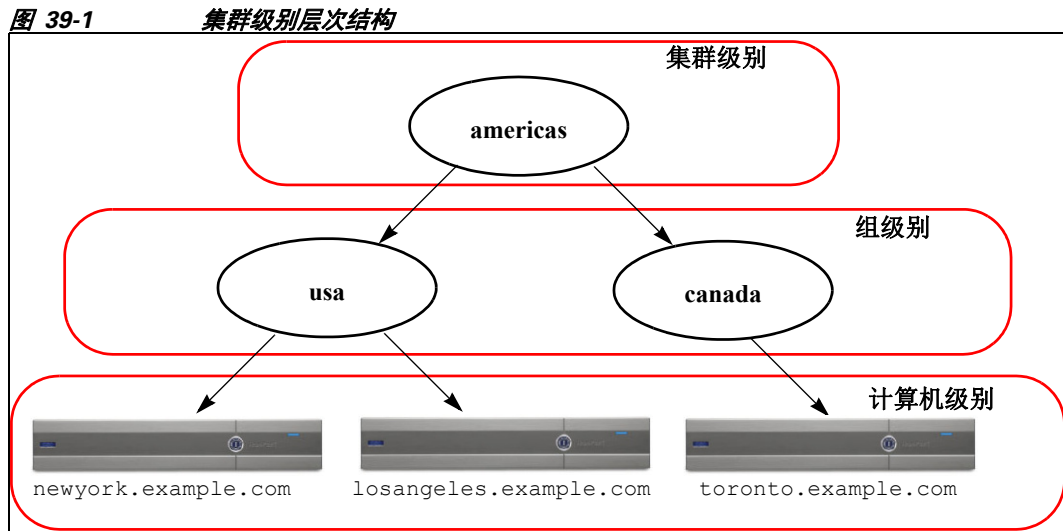 图 39-1 集群级别层次结构
集群级别
americas
组级别
usa
canada
计算机级别
newyork.example.com
losangeles.example.com
toronto.example.com